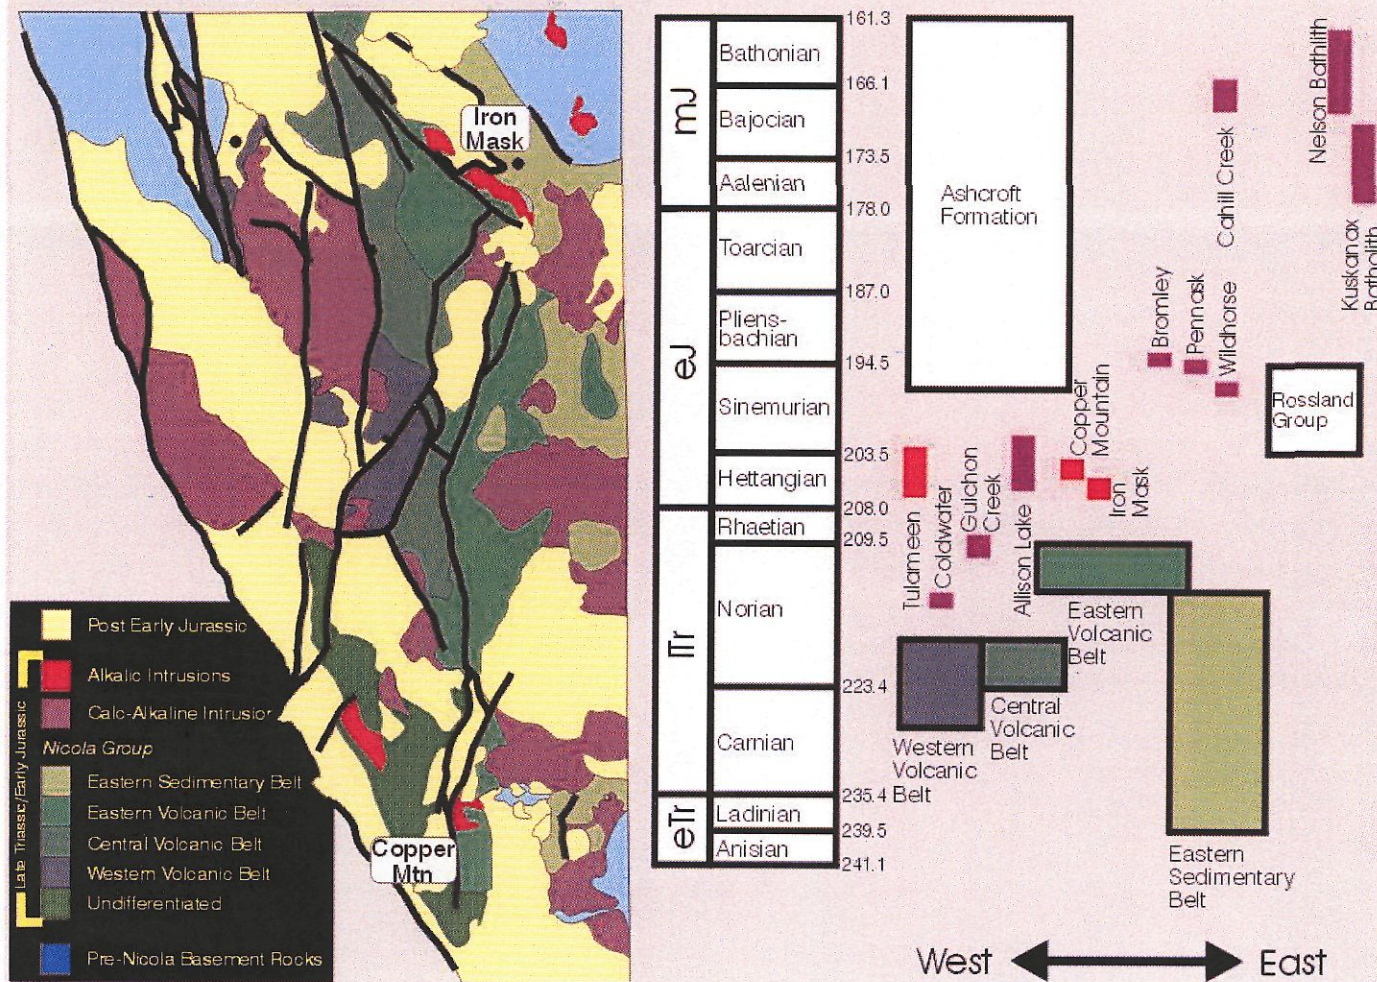 Iron
Mask
Copper
Mtn
Post Early Jurassic
Late Triassic/Early Jurassic
Alkalic Intrusions
Calc-Alkaline Intrusion
Nicola Group
Eastern Sedimentary Belt
Eastern Volcanic Belt
Central Volcanic Belt
Western Volcanic Belt
Undifferentiated
Pre-Nicola Basement Rocks
mJ
eJ
lTr
eTr
Bathonian
Bajocian
Aalenian
Toarcian
Pliens-
bachian
Sinemurian
Hettangian
Rhaetian
Norian
Carnian
Ladinian
Anisian
161.3
166.1
173.5
178.0
187.0
194.5
203.5
208.0
209.5
223.4
235.4
239.5
241.1
Ashcroft
Formation
Tulameen
Coldwater
Guichon
Creek
Allison Lake
Copper
Mountain
Iron
Mask
Bromley
Pennask
Wildhorse
Cahill Creek
Nelson Bathlith
Kuskanax
Batholith
Rossland
Group
Western
Volcanic
Belt
Central
Volcanic
Belt
Eastern
Volcanic
Belt
Eastern
Sedimentary
Belt
West
East